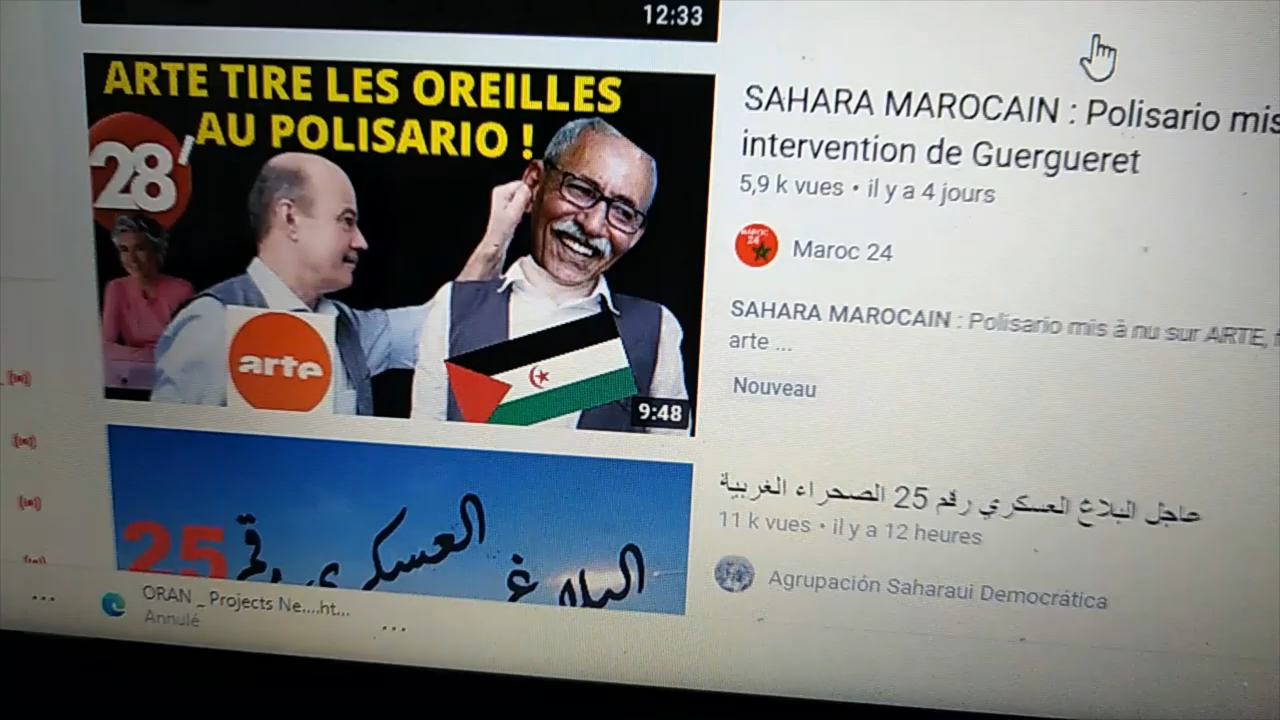 12:33
ARTE TIRE LES OREILLES
AU POLISARIO !
28'
arte
9:48
SAHARA MAROCAIN : Polisario mis
intervention de Guergueret
5,9 k vues • il y a 4 jours
MAROC 24
Maroc 24
SAHARA MAROCAIN : Polisario mis à nu sur ARTE,
arte ...
Nouveau
25
العسكري رقم
البلاغ
عاجل البلاغ العسكري رقم 25 الصحراء الغربية
11 k vues • il y a 12 heures
Agrupación Saharaui Democrática
ORAN _ Projects Ne....ht...
Annulé